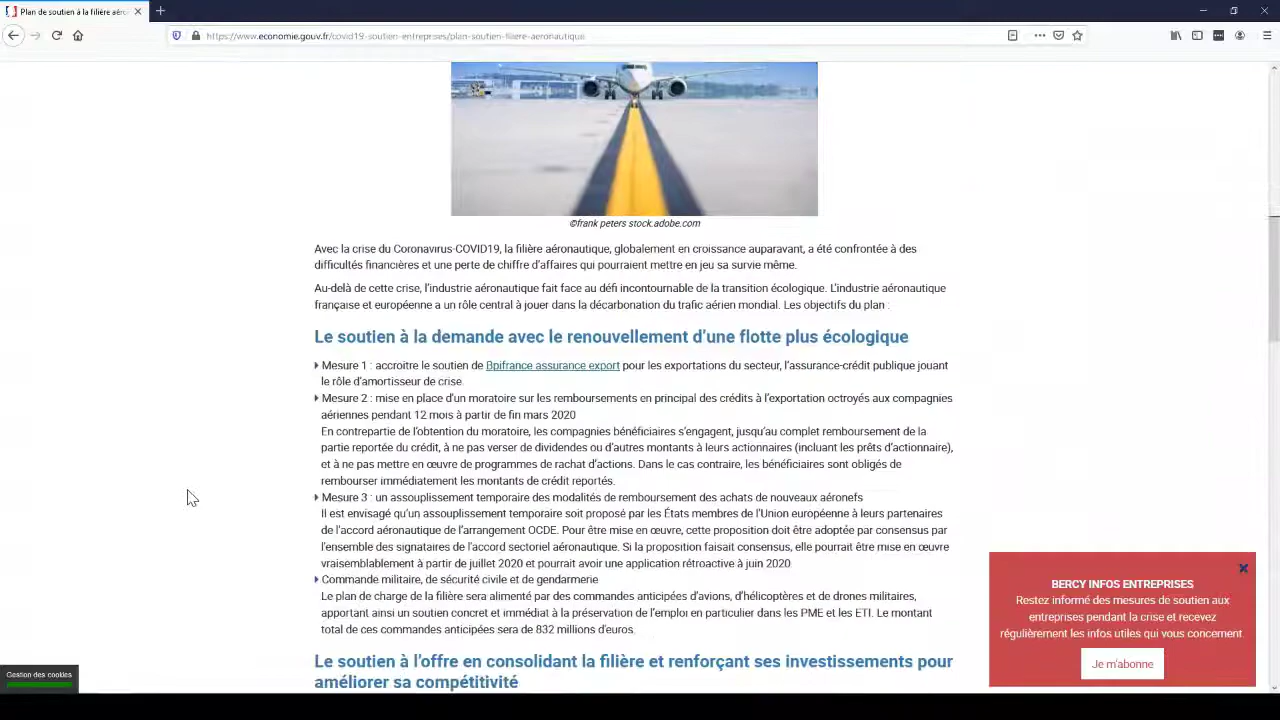 Plan de soutien à la filière aéro
https://www.economie.gouv.fr/covid19-soutien-entreprises/plan-soutien-filiere-aeronautique
©frank peters stock.adobe.com
Avec la crise du Coronavirus-COVID19, la filière aéronautique, globalement en croissance auparavant, a été confrontée à des
difficultés financières et une perte de chiffre d’affaires qui pourraient mettre en jeu sa survie même.
Au-delà de cette crise, l’industrie aéronautique fait face au défi incontournable de la transition écologique. L’industrie aéronautique
française et européenne a un rôle central à jouer dans la décarbonation du trafic aérien mondial. Les objectifs du plan :
Le soutien à la demande avec le renouvellement d’une flotte plus écologique
Mesure 1 : accroitre le soutien de Bpifrance assurance export pour les exportations du secteur, l’assurance-crédit publique jouant
le rôle d’amortisseur de crise.
Mesure 2 : mise en place d’un moratoire sur les remboursements en principal des crédits à l’exportation octroyés aux compagnies
aériennes pendant 12 mois à partir de fin mars 2020
En contrepartie de l’obtention du moratoire, les compagnies bénéficiaires s’engagent, jusqu’au complet remboursement de la
partie reportée du crédit, à ne pas verser de dividendes ou d’autres montants à leurs actionnaires (incluant les prêts d’actionnaire),
et à ne pas mettre en œuvre de programmes de rachat d’actions. Dans le cas contraire, les bénéficiaires sont obligés de
rembourser immédiatement les montants de crédit reportés.
Mesure 3 : un assouplissement temporaire des modalités de remboursement des achats de nouveaux aéronefs
Il est envisagé qu’un assouplissement temporaire soit proposé par les États membres de l’Union européenne à leurs partenaires
de l’accord aéronautique de l’arrangement OCDE. Pour être mise en œuvre, cette proposition doit être adoptée par consensus par
l’ensemble des signataires de l’accord sectoriel aéronautique. Si la proposition faisait consensus, elle pourrait être mise en œuvre
vraisemblablement à partir de juillet 2020 et pourrait avoir une application rétroactive à juin 2020.
Commande militaire, de sécurité civile et de gendarmerie
Le plan de charge de la filière sera alimenté par des commandes anticipées d’avions, d’hélicoptères et de drones militaires,
apportant ainsi un soutien concret et immédiat à la préservation de l’emploi en particulier dans les PME et les ETI. Le montant
total de ces commandes anticipées sera de 832 millions d’euros.
Le soutien à l’offre en consolidant la filière et renforçant ses investissements pour
améliorer sa compétitivité
BERCY INFOS ENTREPRISES
Restez informé des mesures de soutien aux
entreprises pendant la crise et recevez
régulièrement les infos utiles qui vous concernent.
Je m'abonne
Gestion des cookies